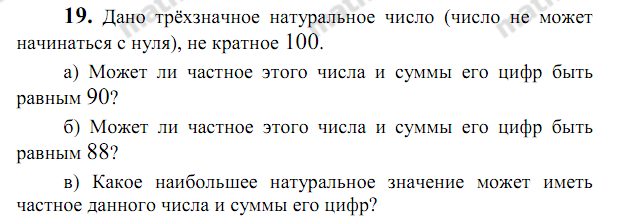 19. Дано трёхзначное натуральное число (число не может
начинаться с нуля), не кратное 100.
а) Может ли частное этого числа и суммы его цифр быть
равным 90?
б) Может ли частное этого числа и суммы его цифр быть
равным 88?
в) Какое наибольшее натуральное значение может иметь
частное данного числа и суммы его цифр?